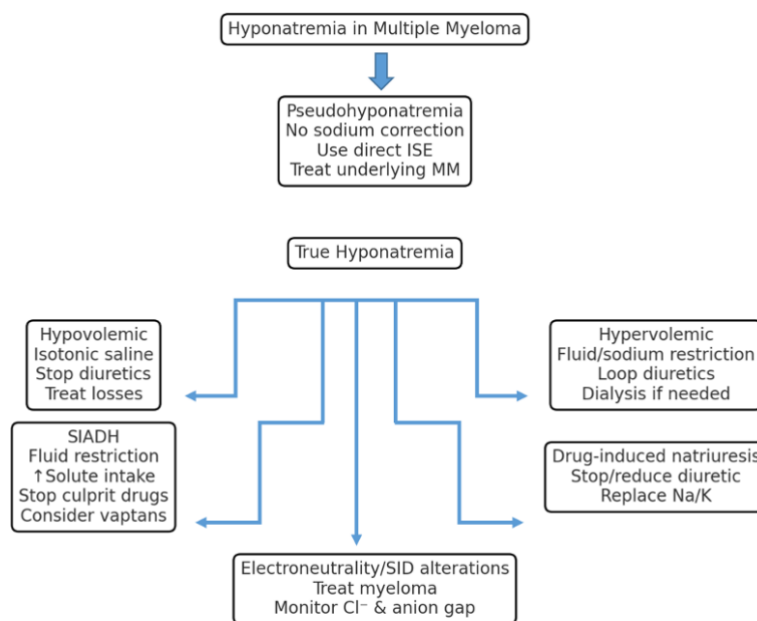 Hyponatremia in Multiple Myeloma
Pseudohyponatremia
No sodium correction
Use direct ISE
Treat underlying MM
True Hyponatremia
Hypovolemic
Isotonic saline
Stop diuretics
Treat losses
Hypervolemic
Fluid/sodium restriction
Loop diuretics
Dialysis if needed
SIADH
Fluid restriction
↑Solute intake
Stop culprit drugs
Consider vaptans
Drug-induced natriuresis
Stop/reduce diuretic
Replace Na/K
Electroneutrality/SID alterations
Treat myeloma
Monitor Cl⁻ & anion gap